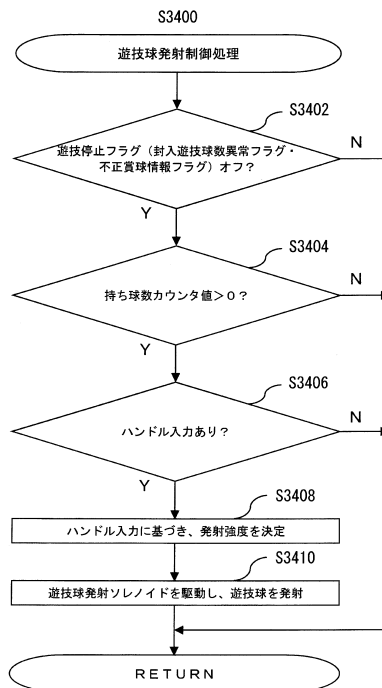 S3400
遊技球発射制御処理
S3402
遊技停止フラグ（封入遊技球数異常フラグ・
不正賞球情報フラグ）オフ？
N
Y
S3404
持ち球数カウンタ値＞０？
N
Y
S3406
ハンドル入力あり？
N
Y
S3408
ハンドル入力に基づき、発射強度を決定
S3410
遊技球発射ソレノイドを駆動し、遊技球を発射
RETURN